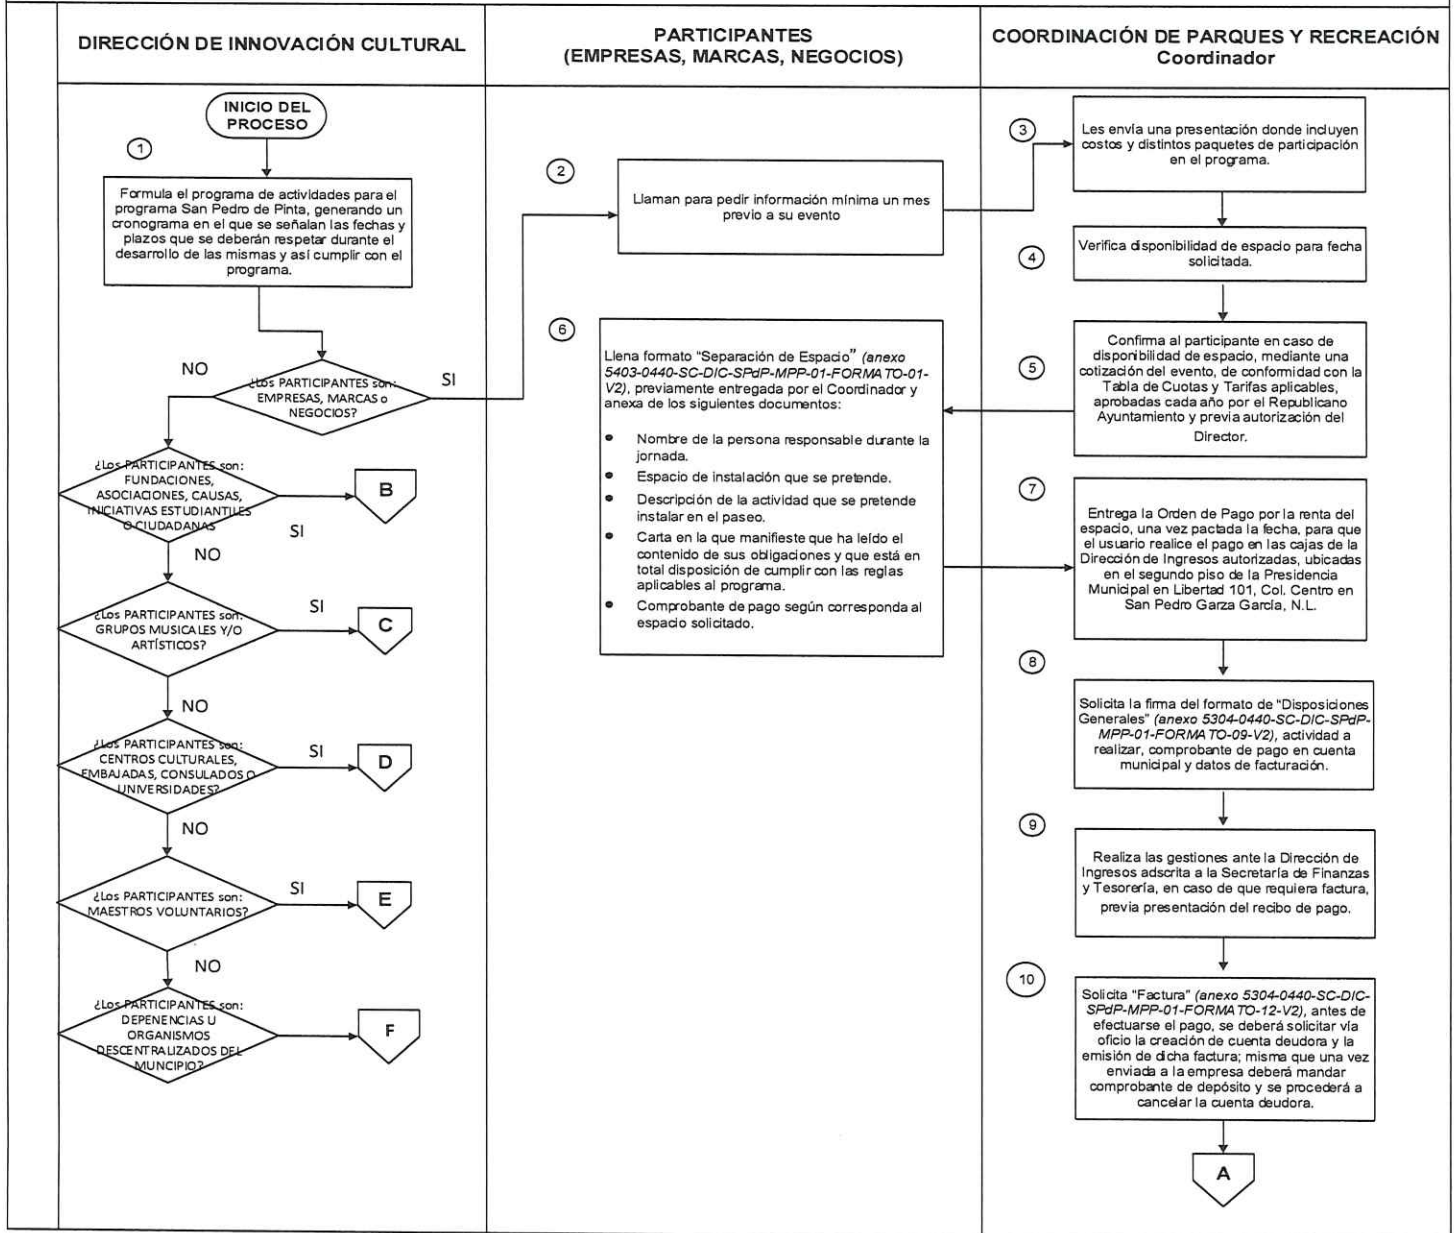 DIRECCIÓN DE INNOVACIÓN CULTURAL
PARTICIPANTES
(EMPRESAS, MARCAS, NEGOCIOS)
COORDINACIÓN DE PARQUES Y RECREACIÓN
Coordinador
INICIO DEL
PROCESO
1
Formula el programa de actividades para el
programa San Pedro de Pinta, generando un
cronograma en el que se señalan las fechas y
plazos que se deberán respetar durante el
desarrollo de las mismas y así cumplir con el
programa.
¿Los PARTICIPANTES son:
EMPRESAS, MARCAS o
NEGOCIOS?
NO
SI
¿Los PARTICIPANTES son:
FUNDACIONES,
ASOCIACIONES, CAUSAS,
INICIATIVAS ESTUDIANTILES
O CIUDADANAS
B
SI
NO
¿Los PARTICIPANTES son:
GRUPOS MUSICALES Y/O
ARTÍSTICOS?
SI
C
NO
¿Los PARTICIPANTES son:
CENTROS CULTURALES,
EMBAJADAS, CONSULADOS O
UNIVERSIDADES?
SI
D
NO
¿Los PARTICIPANTES son:
MAESTROS VOLUNTARIOS?
SI
E
NO
¿Los PARTICIPANTES son:
DEPENENCIAS U
ORGANISMOS
DESCENTRALIZADOS DEL
MUNCIPIO?
F
2
Llaman para pedir información mínima un mes
previo a su evento
6
Llena formato "Separación de Espacio" (anexo
5403-0440-SC-DIC-SPdP-MPP-01-FORMATO-01-
V2), previamente entregada por el Coordinador y
anexa de los siguientes documentos:
• Nombre de la persona responsable durante la
jornada.
• Espacio de instalación que se pretende.
• Descripción de la actividad que se pretende
instalar en el paseo.
• Carta en la que manifieste que ha leído el
contenido de sus obligaciones y que está en
total disposición de cumplir con las reglas
aplicables al programa.
• Comprobante de pago según corresponda al
espacio solicitado.
3
Les envía una presentación donde incluyen
costos y distintos paquetes de participación
en el programa.
4
Verifica disponibilidad de espacio para fecha
solicitada.
5
Confirma al participante en caso de
disponibilidad de espacio, mediante una
cotización del evento, de conformidad con la
Tabla de Cuotas y Tarifas aplicables,
aprobadas cada año por el Republicano
Ayuntamiento y previa autorización del
Director.
7
Entrega la Orden de Pago por la renta del
espacio, una vez pactada la fecha, para que
el usuario realice el pago en las cajas de la
Dirección de Ingresos autorizadas, ubicadas
en el segundo piso de la Presidencia
Municipal en Libertad 101, Col. Centro en
San Pedro Garza García, N.L.
8
Solicita la firma del formato de "Disposiciones
Generales" (anexo 5304-0440-SC-DIC-SPdP-
MPP-01-FORMATO-09-V2), actividad a
realizar, comprobante de pago en cuenta
municipal y datos de facturación.
9
Realiza las gestiones ante la Dirección de
Ingresos adscrita a la Secretaría de Finanzas
y Tesorería, en caso de que requiera factura,
previa presentación del recibo de pago.
10
Solicita "Factura" (anexo 5304-0440-SC-DIC-
SPdP-MPP-01-FORMATO-12-V2), antes de
efectuarse el pago, se deberá solicitar vía
oficio la creación de cuenta deudora y la
emisión de dicha factura; misma que una vez
enviada a la empresa deberá mandar
comprobante de depósito y se procederá a
cancelar la cuenta deudora.
A